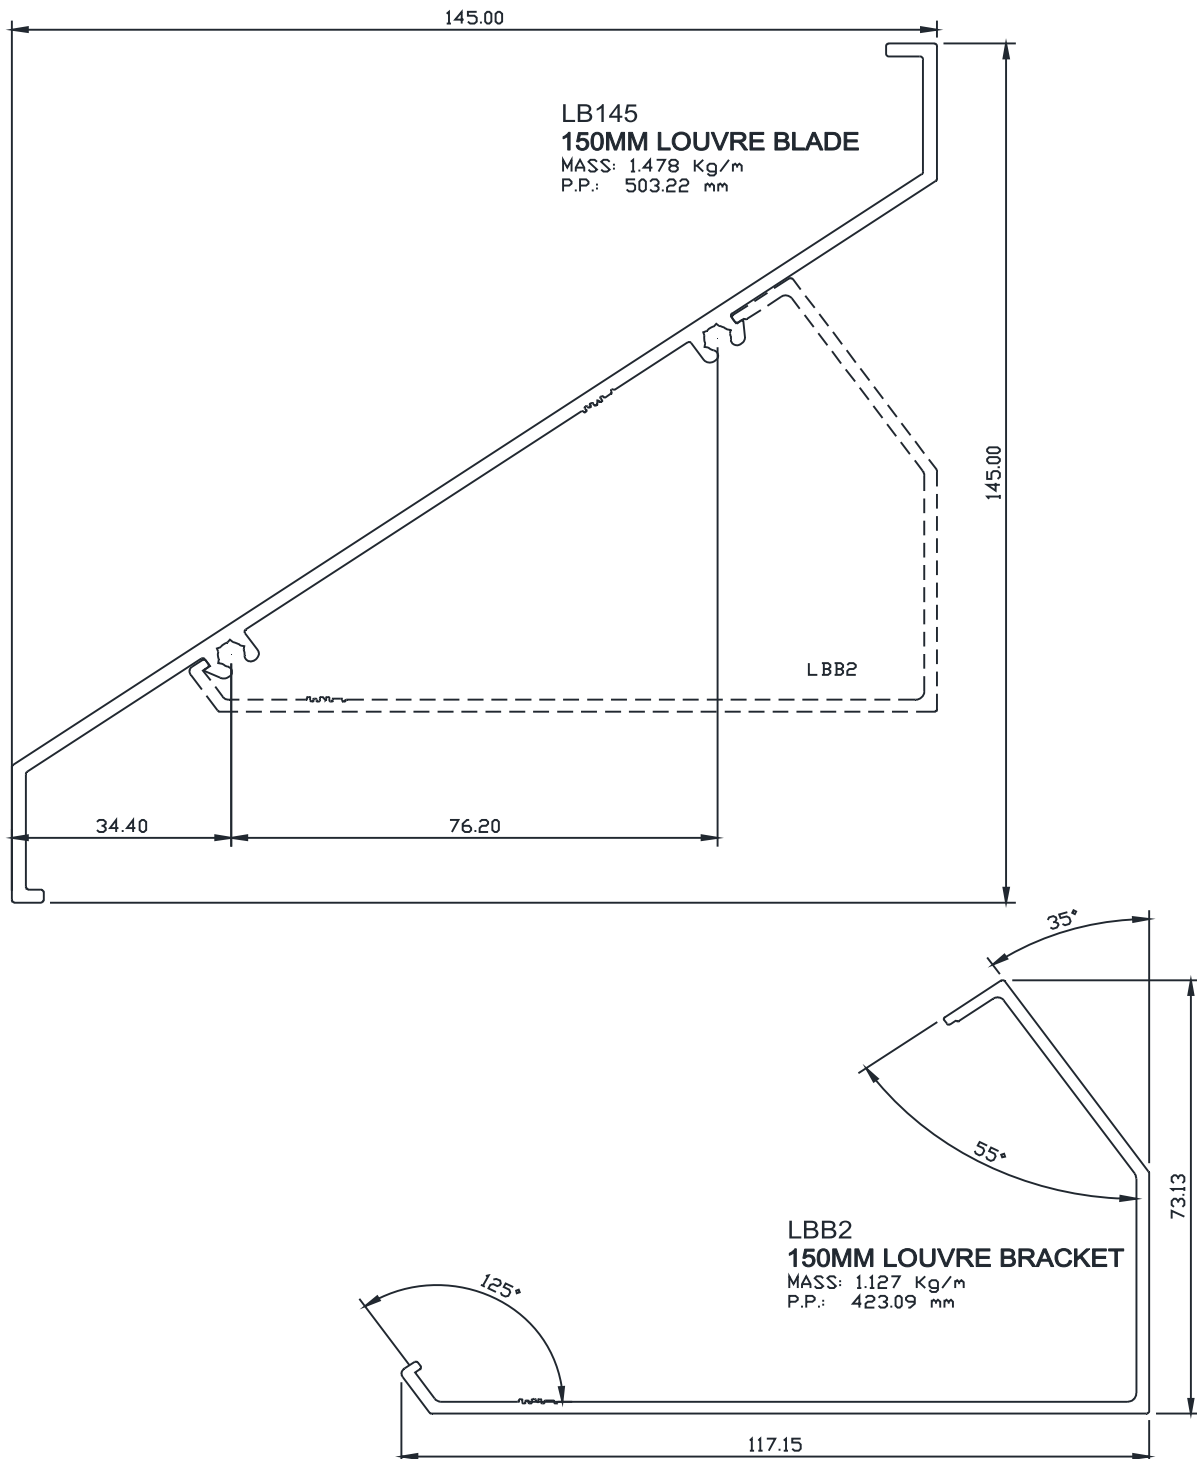 145.00
LB145
150MM LOUVRE BLADE
MASS: 1.478 Kg/m
P.P.: 503.22 mm
145.00
LBB2
34.40
76.20
35°
55°
73.13
LBB2
150MM LOUVRE BRACKET
MASS: 1.127 Kg/m
P.P.: 423.09 mm
125°
117.15